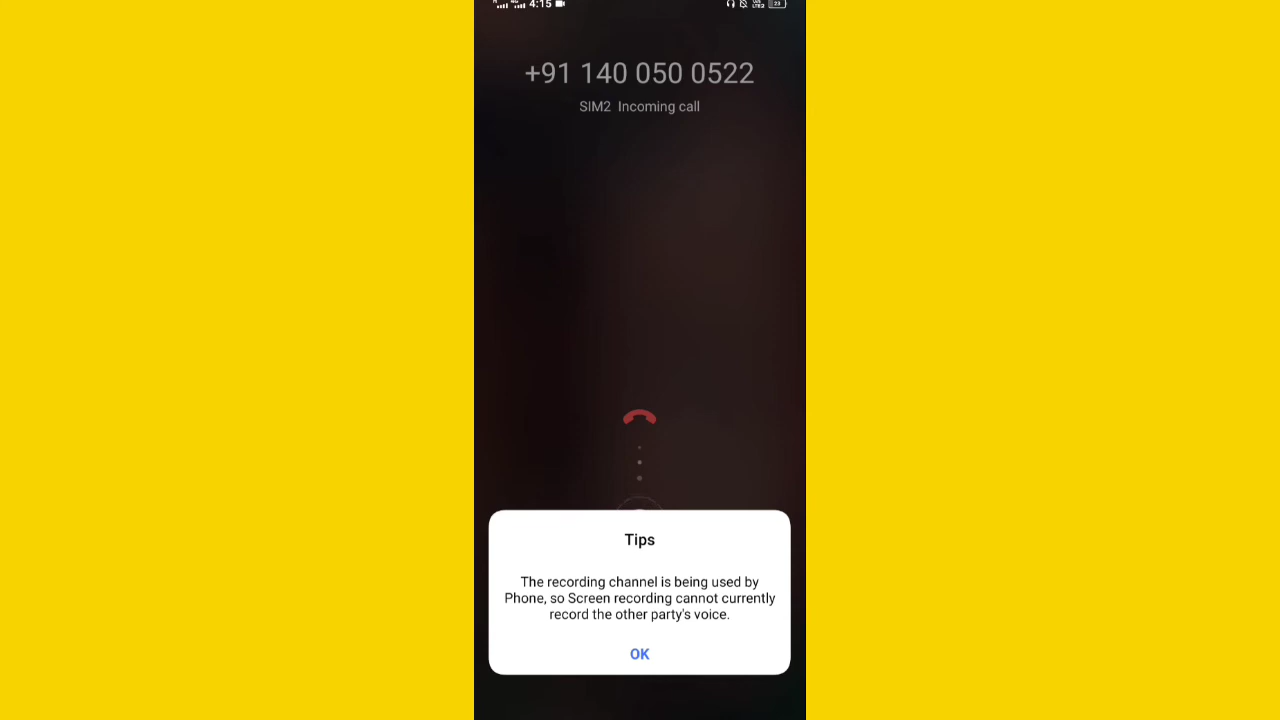 4:15
23
+91 140 050 0522
SIM2 Incoming call
Tips
The recording channel is being used by
Phone, so Screen recording cannot currently
record the other party's voice.
OK